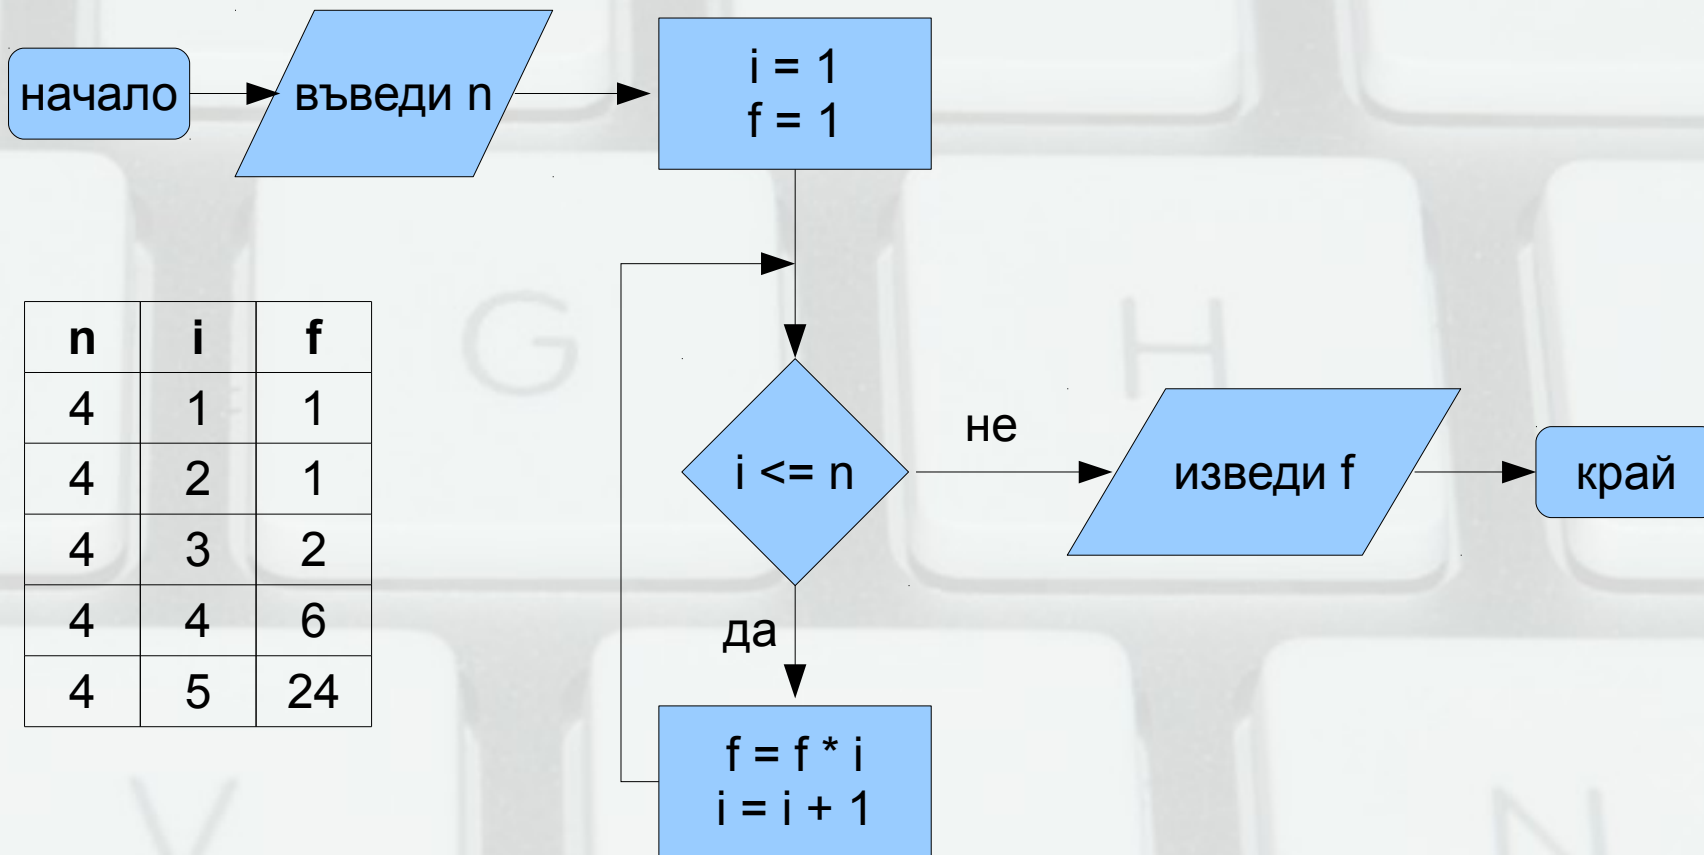 начало
въведи n
i = 1
f = 1
n i f
4 1 1
4 2 1
4 3 2
4 4 6
4 5 24
i <= n
не
изведи f
край
да
f = f * i
i = i + 1
G
H
V
N